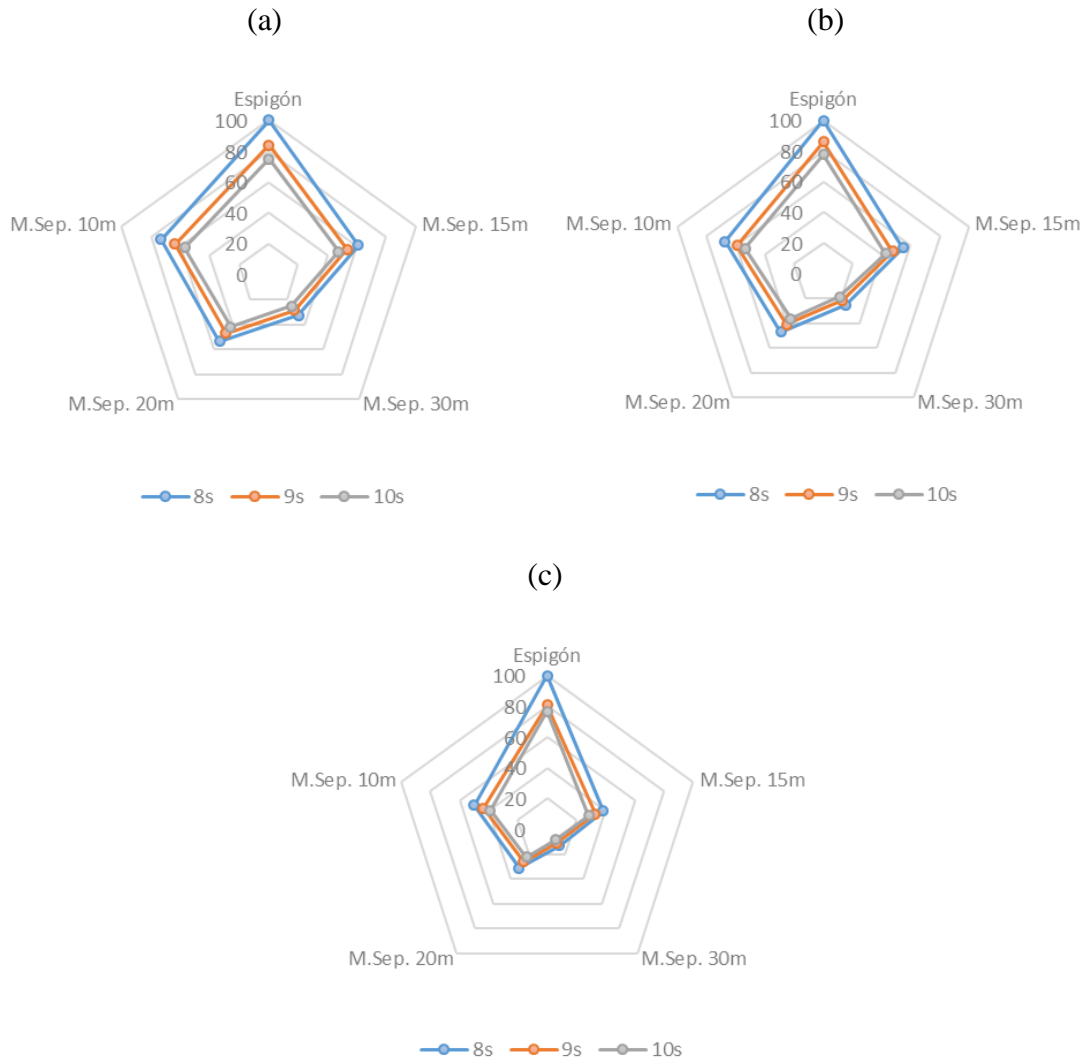 (a)
Espigón
100
80
60
40
20
0
M.Sep. 10m
M.Sep. 15m
M.Sep. 20m
M.Sep. 30m
8s 9s 10s
(b)
Espigón
100
80
60
40
20
0
M.Sep. 10m
M.Sep. 15m
M.Sep. 20m
M.Sep. 30m
8s 9s 10s
(c)
Espigón
100
80
60
40
20
0
M.Sep. 10m
M.Sep. 15m
M.Sep. 20m
M.Sep. 30m
8s 9s 10s